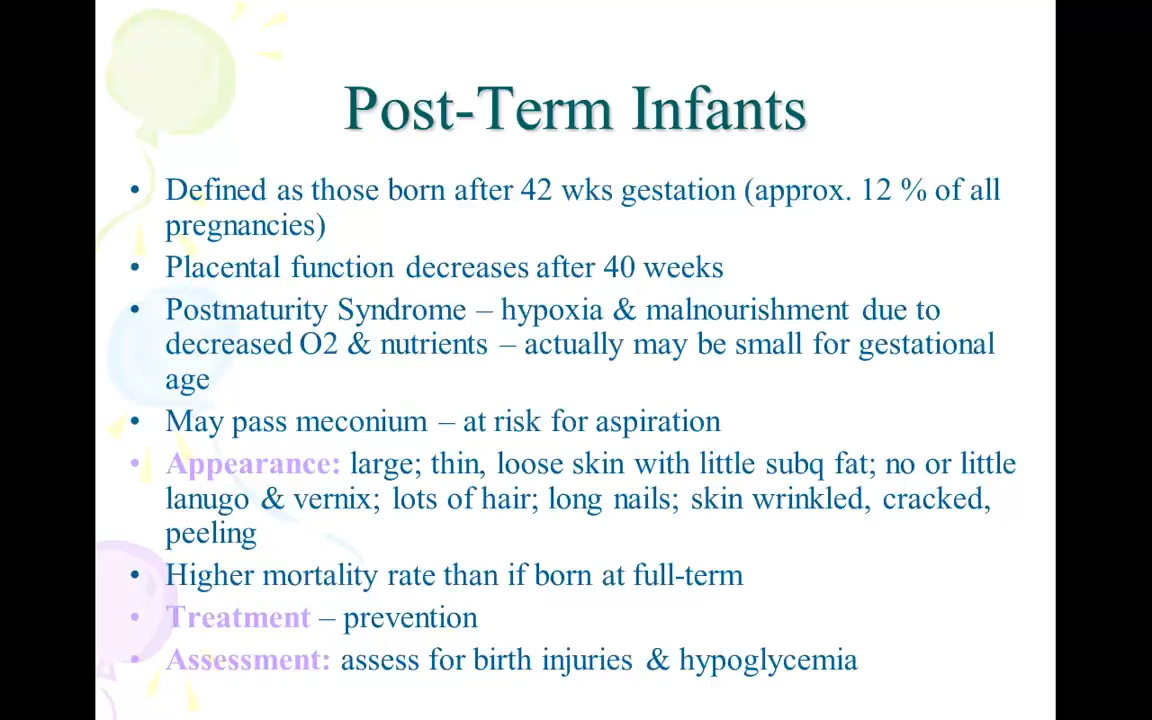 Post-Term Infants
• Defined as those born after 42 wks gestation (approx. 12 % of all
pregnancies)
• Placental function decreases after 40 weeks
• Postmaturity Syndrome – hypoxia & malnourishment due to
decreased O2 & nutrients – actually may be small for gestational
age
• May pass meconium – at risk for aspiration
• Appearance: large; thin, loose skin with little subq fat; no or little
lanugo & vernix; lots of hair; long nails; skin wrinkled, cracked,
peeling
• Higher mortality rate than if born at full-term
• Treatment – prevention
• Assessment: assess for birth injuries & hypoglycemia